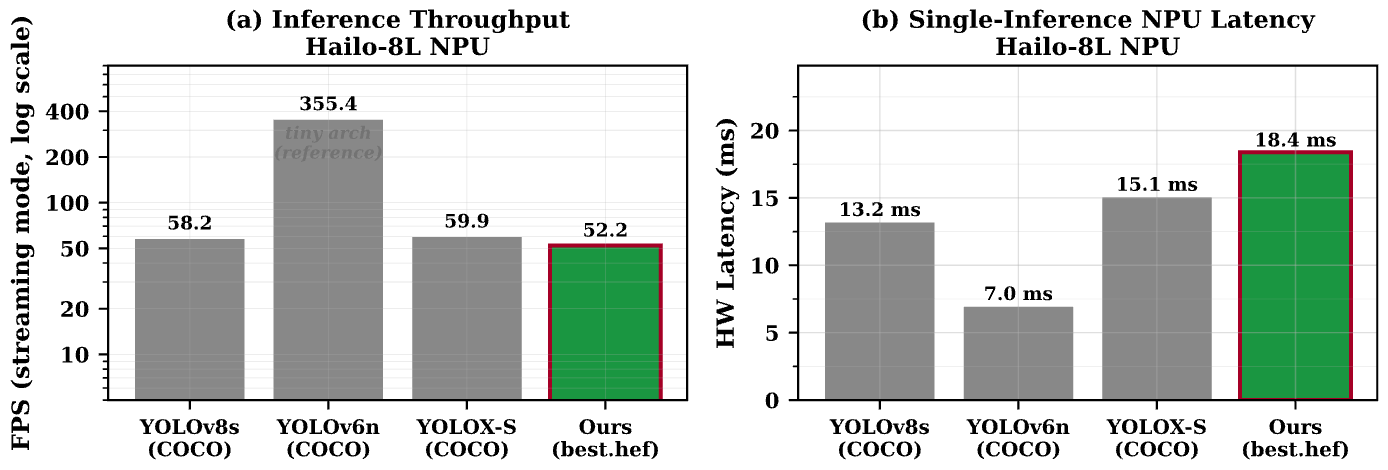 (a) Inference Throughput
Hailo-8L NPU
FPS (streaming mode, log scale)
400
200
100
50
20
10
58.2
355.4
tiny arch
(reference)
59.9
52.2
YOLOv8s
(COCO)
YOLOv6n
(COCO)
YOLOX-S
(COCO)
Ours
(best.hef)
(b) Single-Inference NPU Latency
Hailo-8L NPU
HW Latency (ms)
20
15
10
5
0
13.2 ms
7.0 ms
15.1 ms
18.4 ms
YOLOv8s
(COCO)
YOLOv6n
(COCO)
YOLOX-S
(COCO)
Ours
(best.hef)